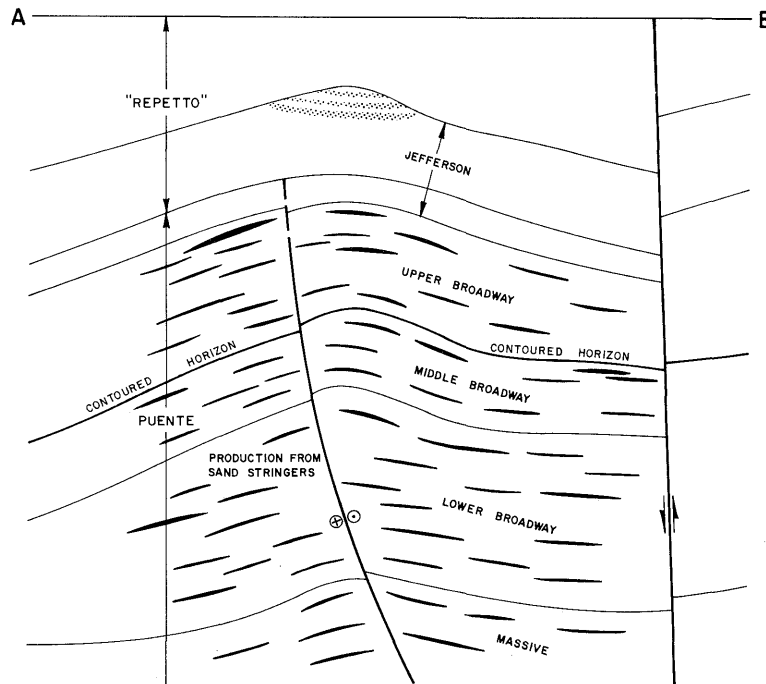 A
B
"REPETTO"
JEFFERSON
UPPER BROADWAY
CONTOURED HORIZON
CONTOURED HORIZON
MIDDLE BROADWAY
PUENTE
PRODUCTION FROM
SAND STRINGERS
LOWER BROADWAY
MASSIVE